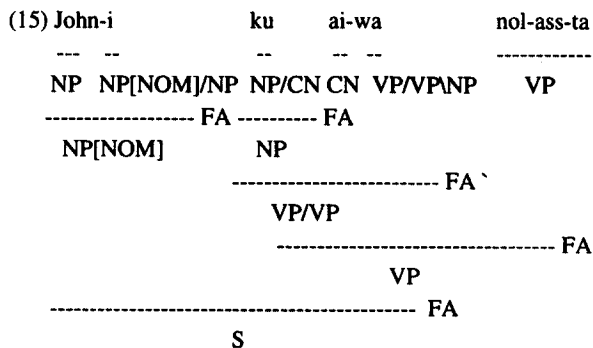 (15) John-i ku ai-wa nol-ass-ta
--- -- -- -- -- ------------
NP NP[NOM]/NP NP/CN CN VP/VP\NP VP
------------------- FA ---------- FA
NP[NOM] NP
-------------------------- FA `
VP/VP
----------------------------------- FA
VP
---------------------------------------------- FA
S